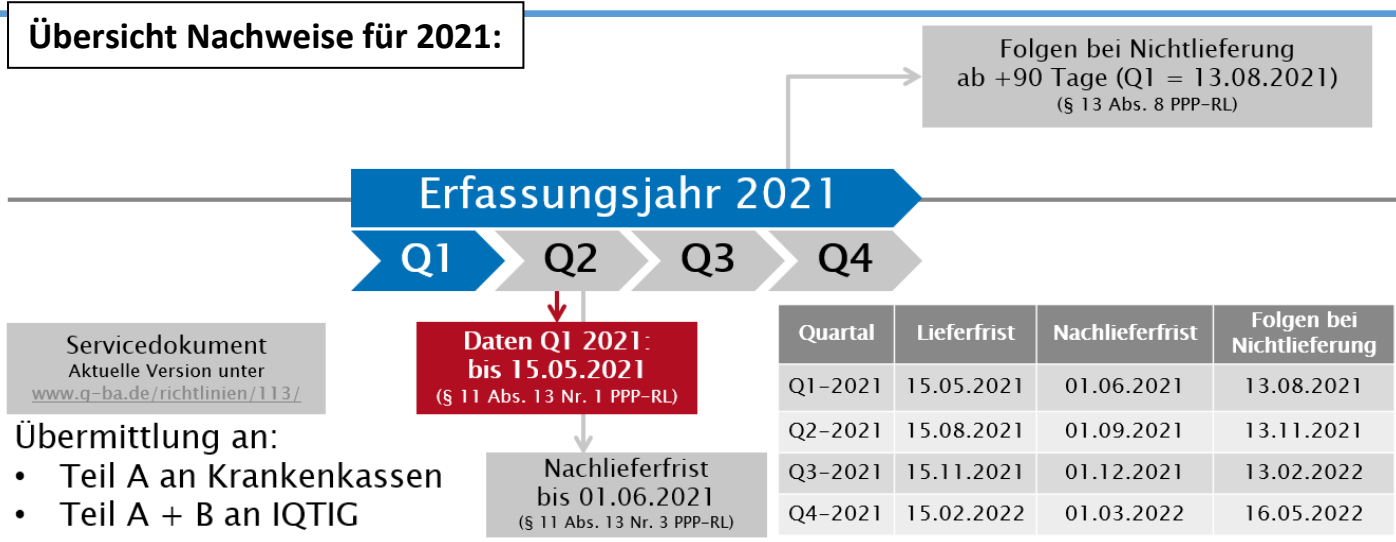 Übersicht Nachweise für 2021:
Folgen bei Nichtlieferung
ab +90 Tage (Q1 = 13.08.2021)
(§ 13 Abs. 8 PPP-RL)
Erfassungsjahr 2021
Q1 Q2 Q3 Q4
Servicedokument
Aktuelle Version unter
www.g-ba.de/richtlinien/113/
Daten Q1 2021:
bis 15.05.2021
(§ 11 Abs. 13 Nr. 1 PPP-RL)
Übermittlung an:
• Teil A an Krankenkassen
• Teil A + B an IQTIG
Nachlieferfrist
bis 01.06.2021
(§ 11 Abs. 13 Nr. 3 PPP-RL)
Quartal Lieferfrist Nachlieferfrist Folgen bei
Nichtlieferung
Q1-2021 15.05.2021 01.06.2021 13.08.2021
Q2-2021 15.08.2021 01.09.2021 13.11.2021
Q3-2021 15.11.2021 01.12.2021 13.02.2022
Q4-2021 15.02.2022 01.03.2022 16.05.2022